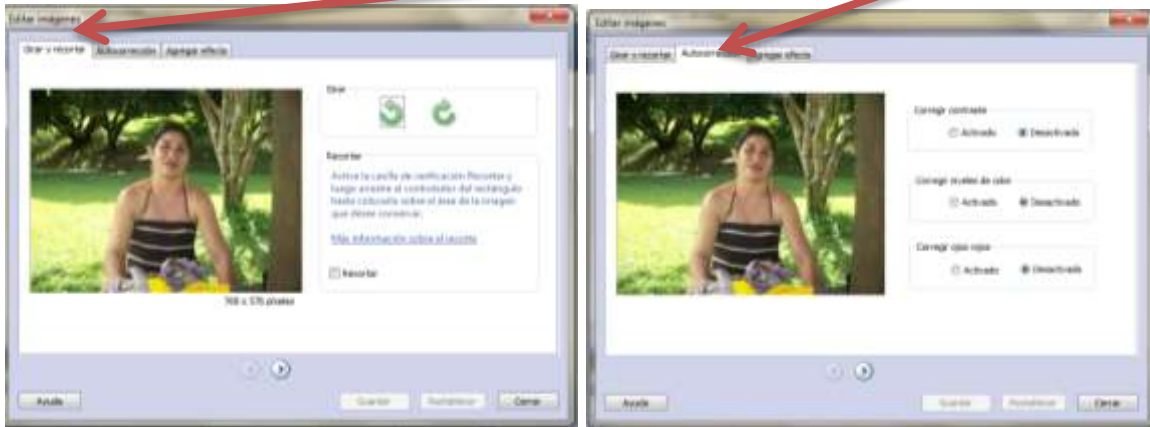 Editar imágenes
Girar y recortar Autocorrección Agregar efecto
Girar
Recortar
Active la casilla de verificación Recortar y
luego arrastre el controlador del rectángulo
hasta colocarlo sobre el área de la imagen
que desee conservar.
Más información sobre el recorte
Recortar
768 x 576 píxeles
Ayuda Guardar Restablecer Cerrar
Editar imágenes
Girar y recortar Agregar efecto
Corregir contraste
Activado Desactivado
Corregir niveles de color
Activado Desactivado
Corregir ojos rojos
Activado Desactivado
Ayuda Guardar Restablecer Cerrar